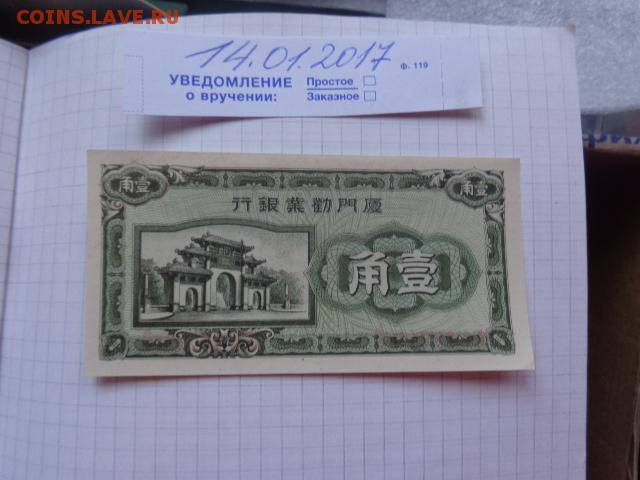 COINS.LAVE.RU
14.01.2017 ф. 119
УВЕДОМЛЕНИЕ Простое
о вручении: Заказное
壹角 壹角
廈門勸業銀行
壹角